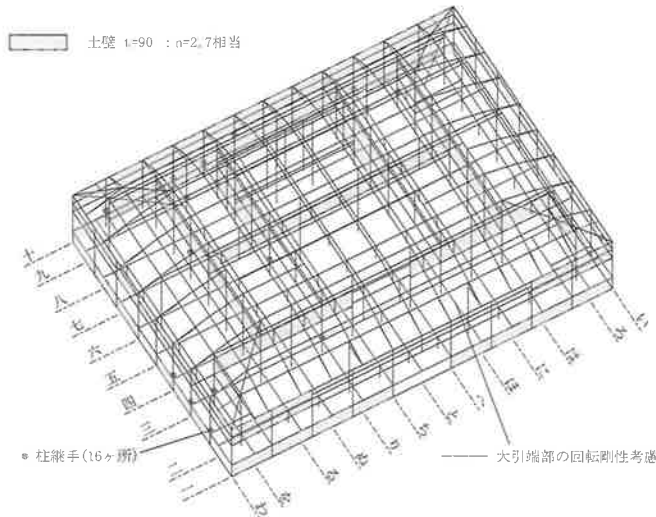 土壁 t=90 : n=2.7相当
十
九
八
七
六
五
四
三
二
一
* 柱継手(16ヶ所)
—— 大引端部の回転剛性考慮
い
ろ
は
に
ほ
へ
と
ち
り
ぬ
る
を
わ